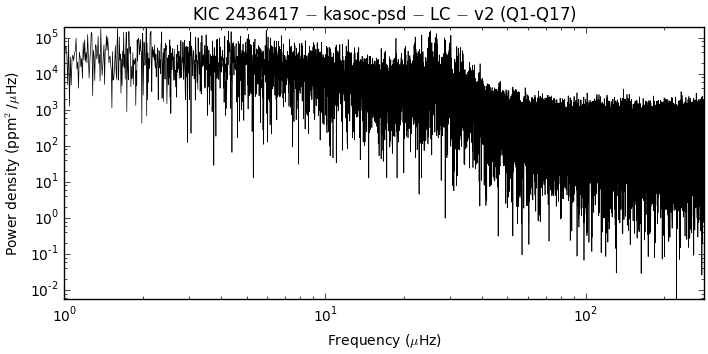 KIC 2436417 − kasoc-psd − LC − v2 (Q1-Q17)
Power density (ppm² /μHz)
10⁵
10⁴
10³
10²
10¹
10⁰
10⁻¹
10⁻²
10⁰ 10¹ 10²
Frequency (μHz)